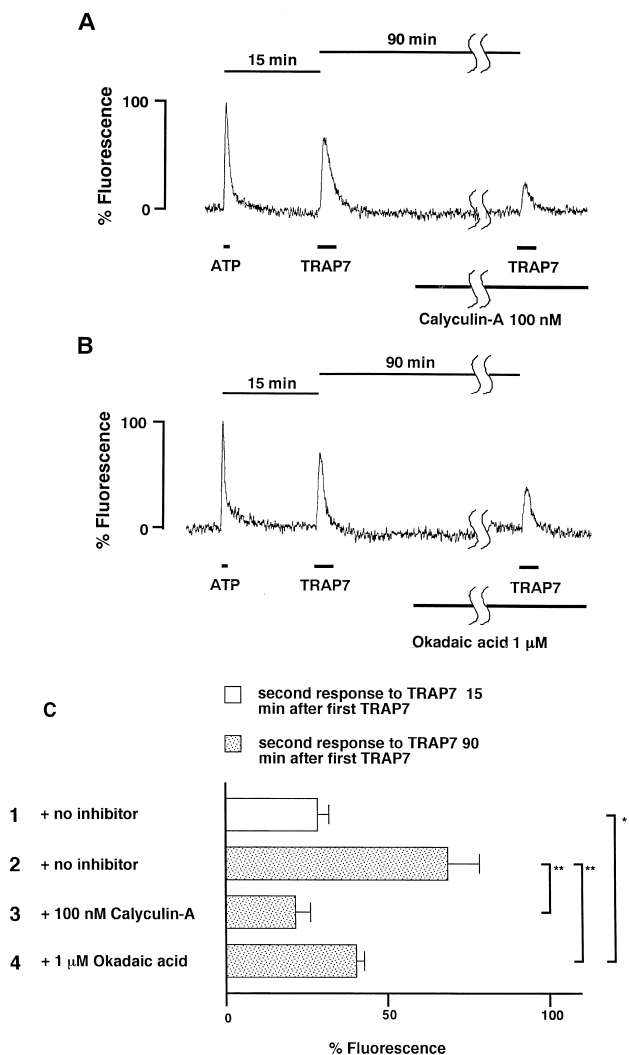 A
90 min
15 min
% Fluorescence
100
0
ATP
TRAP7
TRAP7
Calyculin-A 100 nM
B
90 min
15 min
% Fluorescence
100
0
ATP
TRAP7
TRAP7
Okadaic acid 1 µM
C
second response to TRAP7 15
min after first TRAP7
second response to TRAP7 90
min after first TRAP7
1 + no inhibitor
*
2 + no inhibitor
** **
3 + 100 nM Calyculin-A
4 + 1 µM Okadaic acid
0 50 100
% Fluorescence